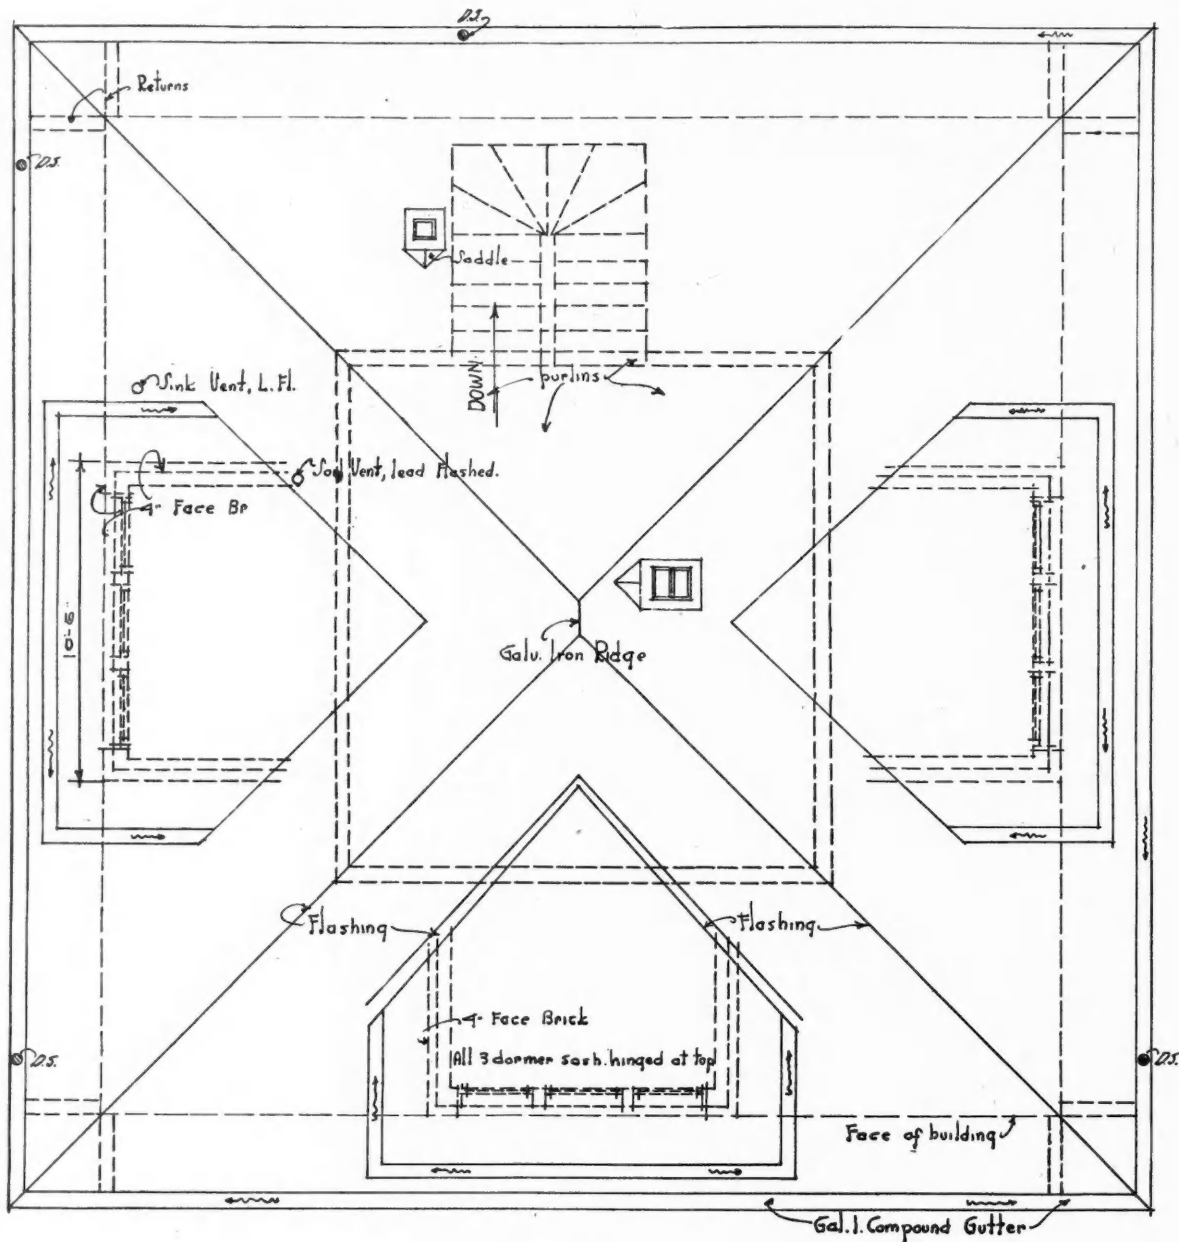 D.S.
Returns
D.S.
Saddle
DOWN
purlins
Sink Vent, L. Fl.
Soil Vent, lead flashed.
4" Face Br
10'-6"
Galv. Iron Ridge
Flashing
Flashing
4" Face Brick
All 3 dormer sash hinged at top
D.S.
D.S.
Face of building
Gal. I. Compound Gutter